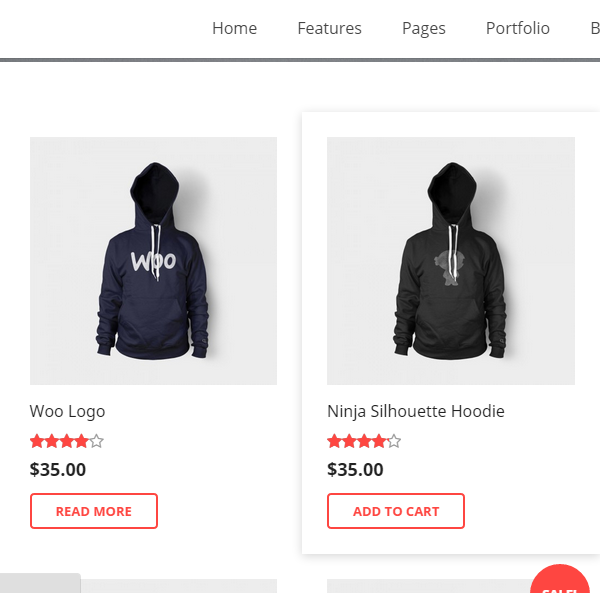 Home Features Pages Portfolio B
Woo
Woo Logo
$35.00
READ MORE
Ninja Silhouette Hoodie
$35.00
ADD TO CART
SALE!